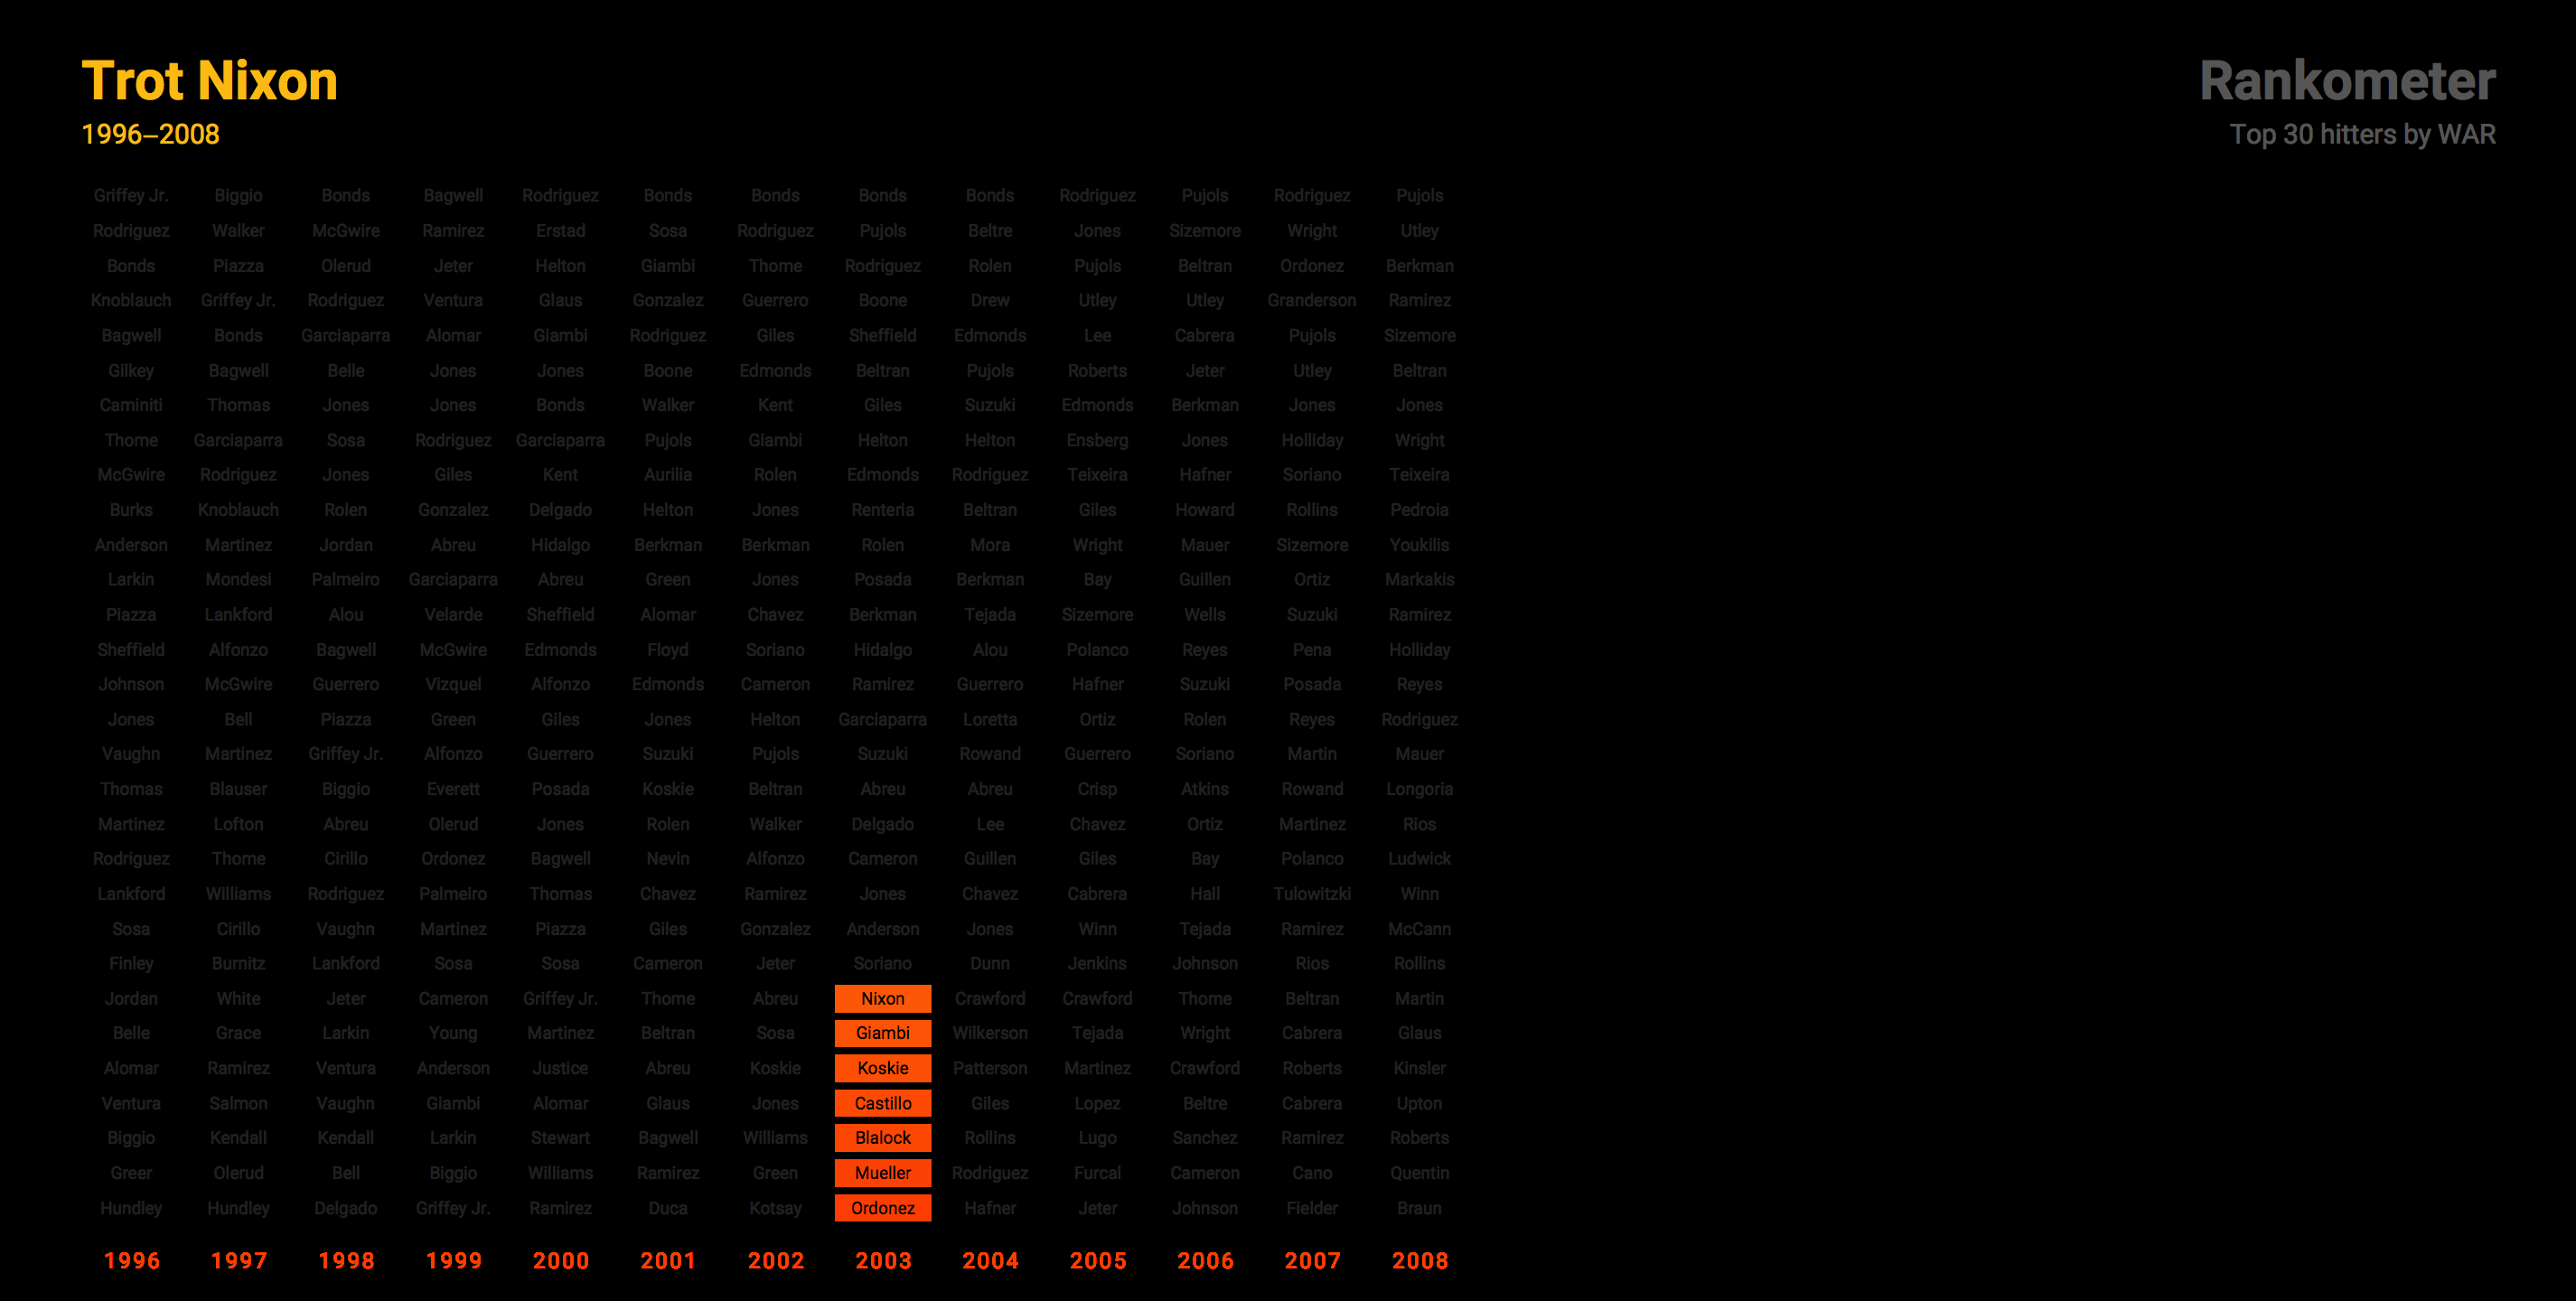 Trot Nixon
1996–2008
Rankometer
Top 30 hitters by WAR
Griffey Jr. Biggio Bonds Bagwell Rodriguez Bonds Bonds Bonds Bonds Rodriguez Pujols Rodriguez Pujols
Rodriguez Walker McGwire Ramirez Erstad Sosa Rodriguez Pujols Beltre Jones Sizemore Wright Utley
Bonds Piazza Olerud Jeter Helton Giambi Thome Rodriguez Rolen Pujols Beltran Ordonez Berkman
Knoblauch Griffey Jr. Rodriguez Ventura Glaus Gonzalez Guerrero Boone Drew Utley Utley Granderson Ramirez
Bagwell Bonds Garciaparra Alomar Giambi Rodriguez Giles Sheffield Edmonds Lee Cabrera Pujols Sizemore
Gilkey Bagwell Belle Jones Jones Boone Edmonds Beltran Pujols Roberts Jeter Utley Beltran
Caminiti Thomas Jones Jones Bonds Walker Kent Giles Suzuki Edmonds Berkman Jones Jones
Thome Garciaparra Sosa Rodriguez Garciaparra Pujols Giambi Helton Helton Ensberg Jones Holliday Wright
McGwire Rodriguez Jones Giles Kent Aurilia Rolen Edmonds Rodriguez Teixeira Hafner Soriano Teixeira
Burks Knoblauch Rolen Gonzalez Delgado Helton Jones Renteria Beltran Giles Howard Rollins Pedroia
Anderson Martinez Jordan Abreu Hidalgo Berkman Berkman Rolen Mora Wright Mauer Sizemore Youkilis
Larkin Mondesi Palmeiro Garciaparra Abreu Green Jones Posada Berkman Bay Guillen Ortiz Markakis
Piazza Lankford Alou Velarde Sheffield Alomar Chavez Berkman Tejada Sizemore Wells Suzuki Ramirez
Sheffield Alfonzo Bagwell McGwire Edmonds Floyd Soriano Hidalgo Alou Polanco Reyes Pena Holliday
Johnson McGwire Guerrero Vizquel Alfonzo Edmonds Cameron Ramirez Guerrero Hafner Suzuki Posada Reyes
Jones Bell Piazza Green Giles Jones Helton Garciaparra Loretta Ortiz Rolen Reyes Rodriguez
Vaughn Martinez Griffey Jr. Alfonzo Guerrero Suzuki Pujols Suzuki Rowand Guerrero Soriano Martin Mauer
Thomas Blauser Biggio Everett Posada Koskie Beltran Abreu Abreu Crisp Atkins Rowand Longoria
Martinez Lofton Abreu Olerud Jones Rolen Walker Delgado Lee Chavez Ortiz Martinez Rios
Rodriguez Thome Cirillo Ordonez Bagwell Nevin Alfonzo Cameron Guillen Giles Bay Polanco Ludwick
Lankford Williams Rodriguez Palmeiro Thomas Chavez Ramirez Jones Chavez Cabrera Hall Tulowitzki Winn
Sosa Cirillo Vaughn Martinez Piazza Giles Gonzalez Anderson Jones Winn Tejada Ramirez McCann
Finley Burnitz Lankford Sosa Sosa Cameron Jeter Soriano Dunn Jenkins Johnson Rios Rollins
Jordan White Jeter Cameron Griffey Jr. Thome Abreu Nixon Crawford Crawford Thome Beltran Martin
Belle Grace Larkin Young Martinez Beltran Sosa Giambi Wilkerson Tejada Wright Cabrera Glaus
Alomar Ramirez Ventura Anderson Justice Abreu Koskie Koskie Patterson Martinez Crawford Roberts Kinsler
Ventura Salmon Vaughn Giambi Alomar Glaus Jones Castillo Giles Lopez Beltre Cabrera Upton
Biggio Kendall Kendall Larkin Stewart Bagwell Williams Blalock Rollins Lugo Sanchez Ramirez Roberts
Greer Olerud Bell Biggio Williams Ramirez Green Mueller Rodriguez Furcal Cameron Cano Quentin
Hundley Hundley Delgado Griffey Jr. Ramirez Duca Kotsay Ordonez Hafner Jeter Johnson Fielder Braun
1996 1997 1998 1999 2000 2001 2002 2003 2004 2005 2006 2007 2008